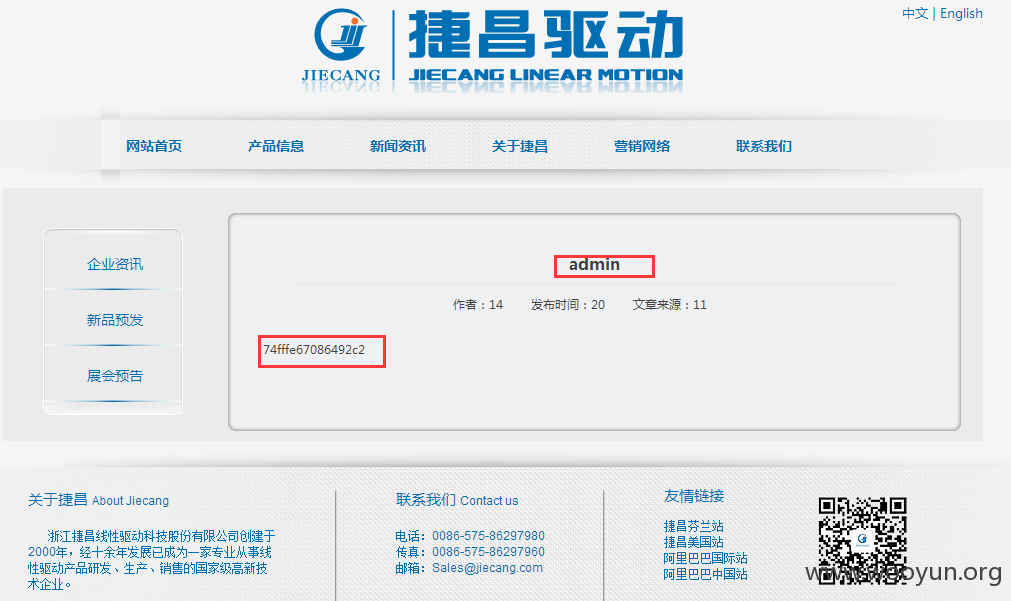 中文 | English
JIECANG
捷昌驱动
JIECANG LINEAR MOTION
网站首页 产品信息 新闻资讯 关于捷昌 营销网络 联系我们
企业资讯
新品预发
展会预告
admin
作者：14 发布时间：20 文章来源：11
74fffe67086492c2
关于捷昌 About Jiecang
浙江捷昌线性驱动科技股份有限公司创建于
2000年，经十余年发展已成为一家专业从事线
性驱动产品研发、生产、销售的国家级高新技
术企业。
联系我们 Contact us
电话：0086-575-86297980
传真：0086-575-86297960
邮箱：Sales@jiecang.com
友情链接
捷昌芬兰站
捷昌美国站
阿里巴巴国际站
阿里巴巴中国站
www.wooyun.org